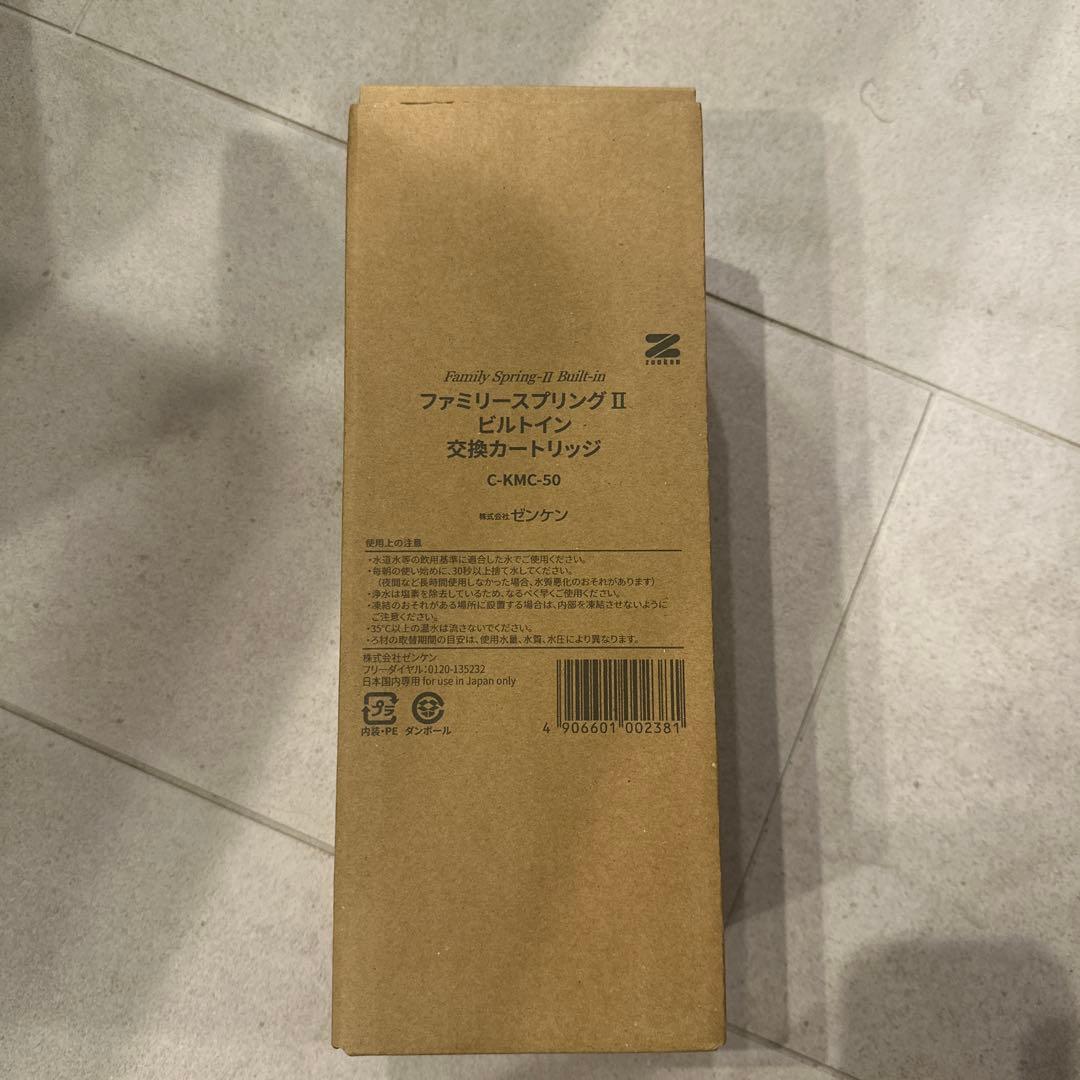 zenken
Family Spring-II Built-in
ファミリースプリングⅡ
ビルトイン
交換カートリッジ
C-KMC-50
株式会社ゼンケン
使用上の注意
・水道水等の飲用基準に適合した水でご使用ください。
・毎朝の使い始めに、30秒以上捨て水してください。
（夜間など長時間使用しなかった場合、水質悪化のおそれがあります）
・浄水は塩素を除去しているため、なるべく早くご使用ください。
・凍結のおそれがある場所に設置する場合は、内部を凍結させないように
ご注意ください。
・35℃以上の温水は流さないでください。
・ろ材の取替期間の目安は、使用水量、水質、水圧により異なります。
株式会社ゼンケン
フリーダイヤル：0120-135232
日本国内専用 for use in Japan only
プラ
内装・PE ダンボール
4 906601 002381